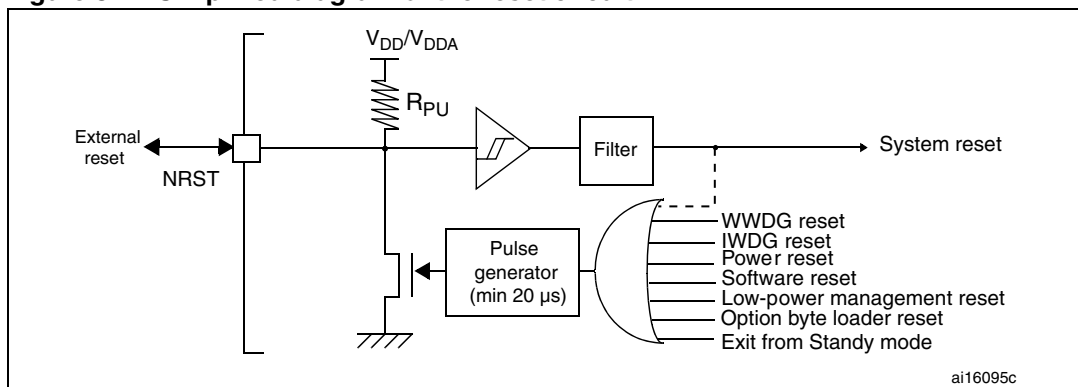 V_DD/V_DDA
R_PU
External
reset
NRST
Filter
System reset
Pulse
generator
(min 20 µs)
WWDG reset
IWDG reset
Power reset
Software reset
Low-power management reset
Option byte loader reset
Exit from Standy mode
ai16095c